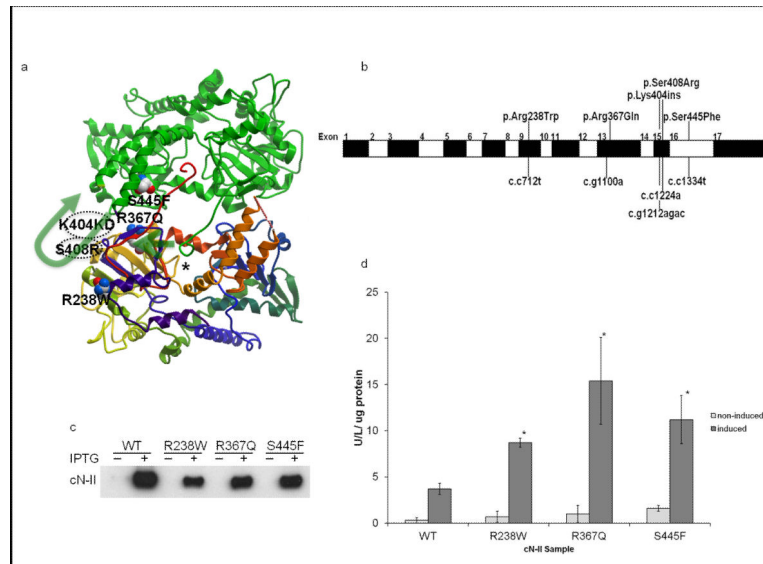 a
S445F
R367Q
K404KD
S408R
*
R238W
b
p.Ser408Arg
p.Lys404ins
p.Arg238Trp p.Arg367Gln p.Ser445Phe
Exon 1 2 3 4 5 6 7 8 9 10 11 12 13 14 15 16 17
c.c712t c.g1100a c.c1334t
c.c1224a
c.g1212agac
c
WT R238W R367Q S445F
IPTG – + – + – + – +
cN-II
d
25
20
15
10
5
0
U/L/ ug protein
* * *
non-induced
induced
WT R238W R367Q S445F
cN-II Sample